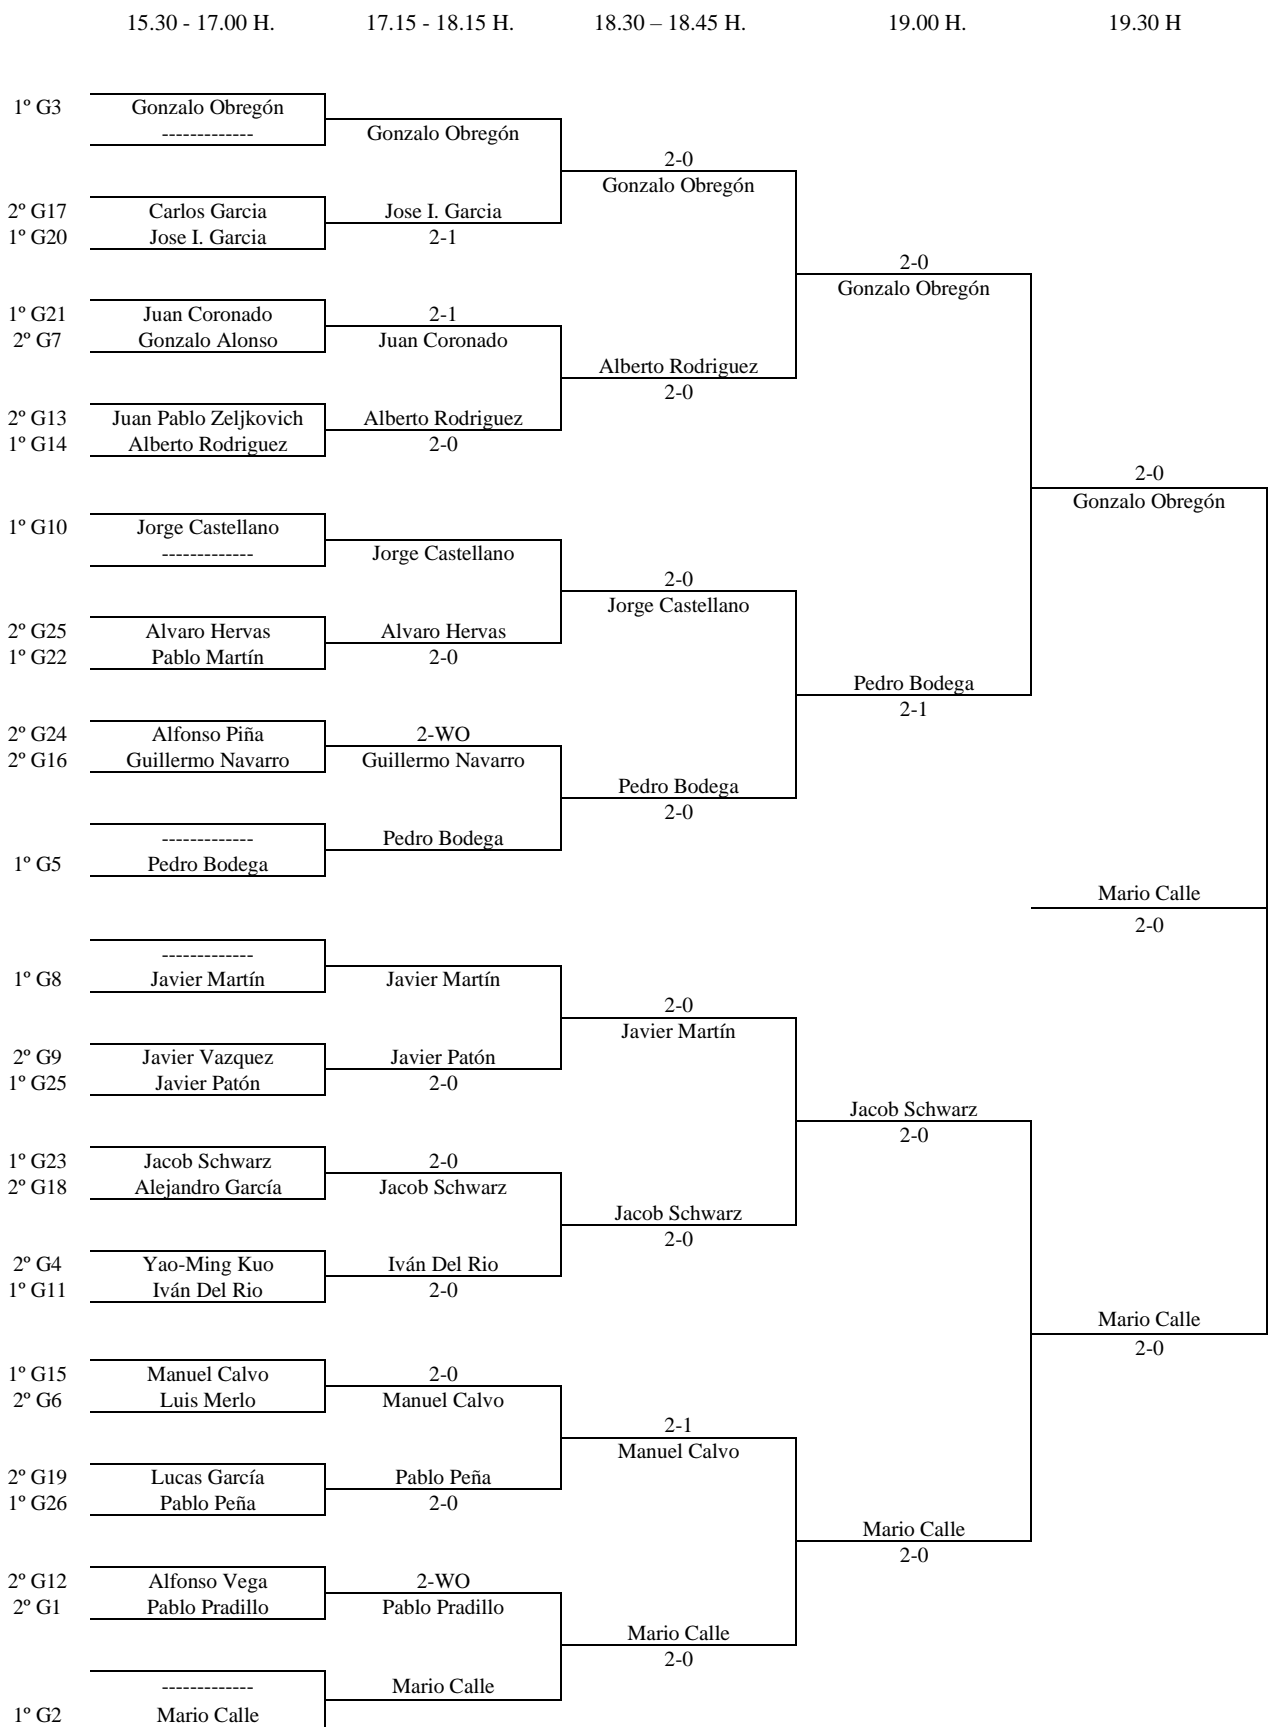 15.30 - 17.00 H. 17.15 - 18.15 H. 18.30 – 18.45 H. 19.00 H. 19.30 H
1º G3 Gonzalo Obregón
------------- Gonzalo Obregón
2-0
Gonzalo Obregón
2º G17 Carlos Garcia Jose I. Garcia
1º G20 Jose I. Garcia 2-1
2-0
Gonzalo Obregón
1º G21 Juan Coronado 2-1
2º G7 Gonzalo Alonso Juan Coronado
Alberto Rodriguez
2-0
2º G13 Juan Pablo Zeljkovich Alberto Rodriguez
1º G14 Alberto Rodriguez 2-0
2-0
Gonzalo Obregón
1º G10 Jorge Castellano
------------- Jorge Castellano
2-0
Jorge Castellano
2º G25 Alvaro Hervas Alvaro Hervas
1º G22 Pablo Martín 2-0
Pedro Bodega
2-1
2º G24 Alfonso Piña 2-WO
2º G16 Guillermo Navarro Guillermo Navarro
Pedro Bodega
2-0
------------- Pedro Bodega
1º G5 Pedro Bodega
Mario Calle
2-0
-------------
1º G8 Javier Martín Javier Martín
2-0
Javier Martín
2º G9 Javier Vazquez Javier Patón
1º G25 Javier Patón 2-0
Jacob Schwarz
2-0
1º G23 Jacob Schwarz 2-0
2º G18 Alejandro García Jacob Schwarz
Jacob Schwarz
2-0
2º G4 Yao-Ming Kuo Iván Del Rio
1º G11 Iván Del Rio 2-0
Mario Calle
2-0
1º G15 Manuel Calvo 2-0
2º G6 Luis Merlo Manuel Calvo
2-1
Manuel Calvo
2º G19 Lucas García Pablo Peña
1º G26 Pablo Peña 2-0
Mario Calle
2-0
2º G12 Alfonso Vega 2-WO
2º G1 Pablo Pradillo Pablo Pradillo
Mario Calle
2-0
------------- Mario Calle
1º G2 Mario Calle